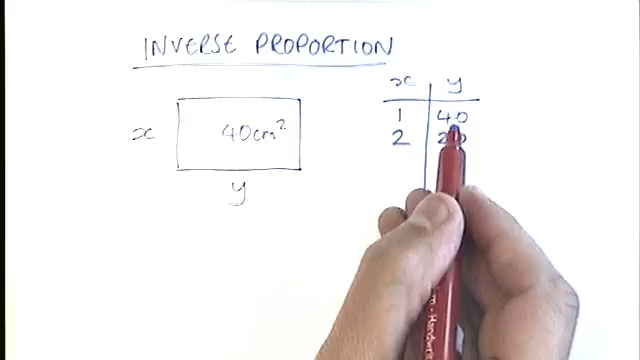 INVERSE PROPORTION
x y
1 40
2
x
40cm²
y